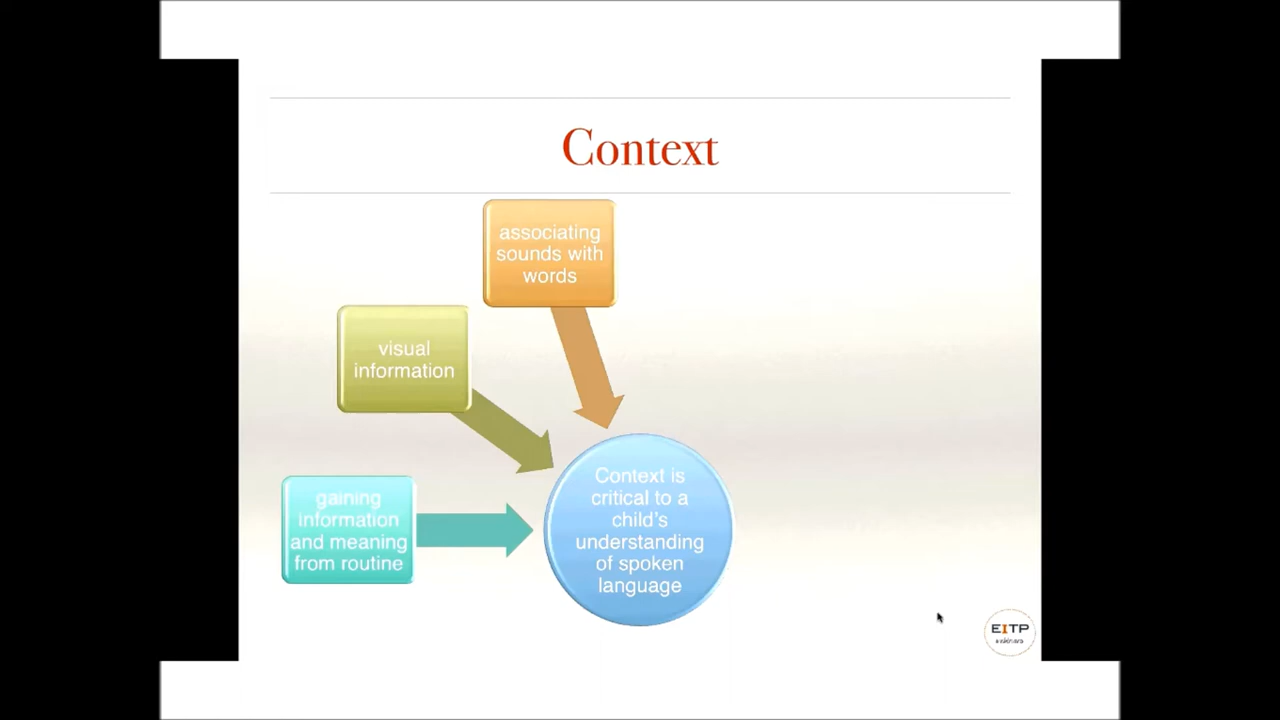 Context
associating
sounds with
words
visual
information
gaining
information
and meaning
from routine
Context is
critical to a
child's
understanding
of spoken
language
EITP